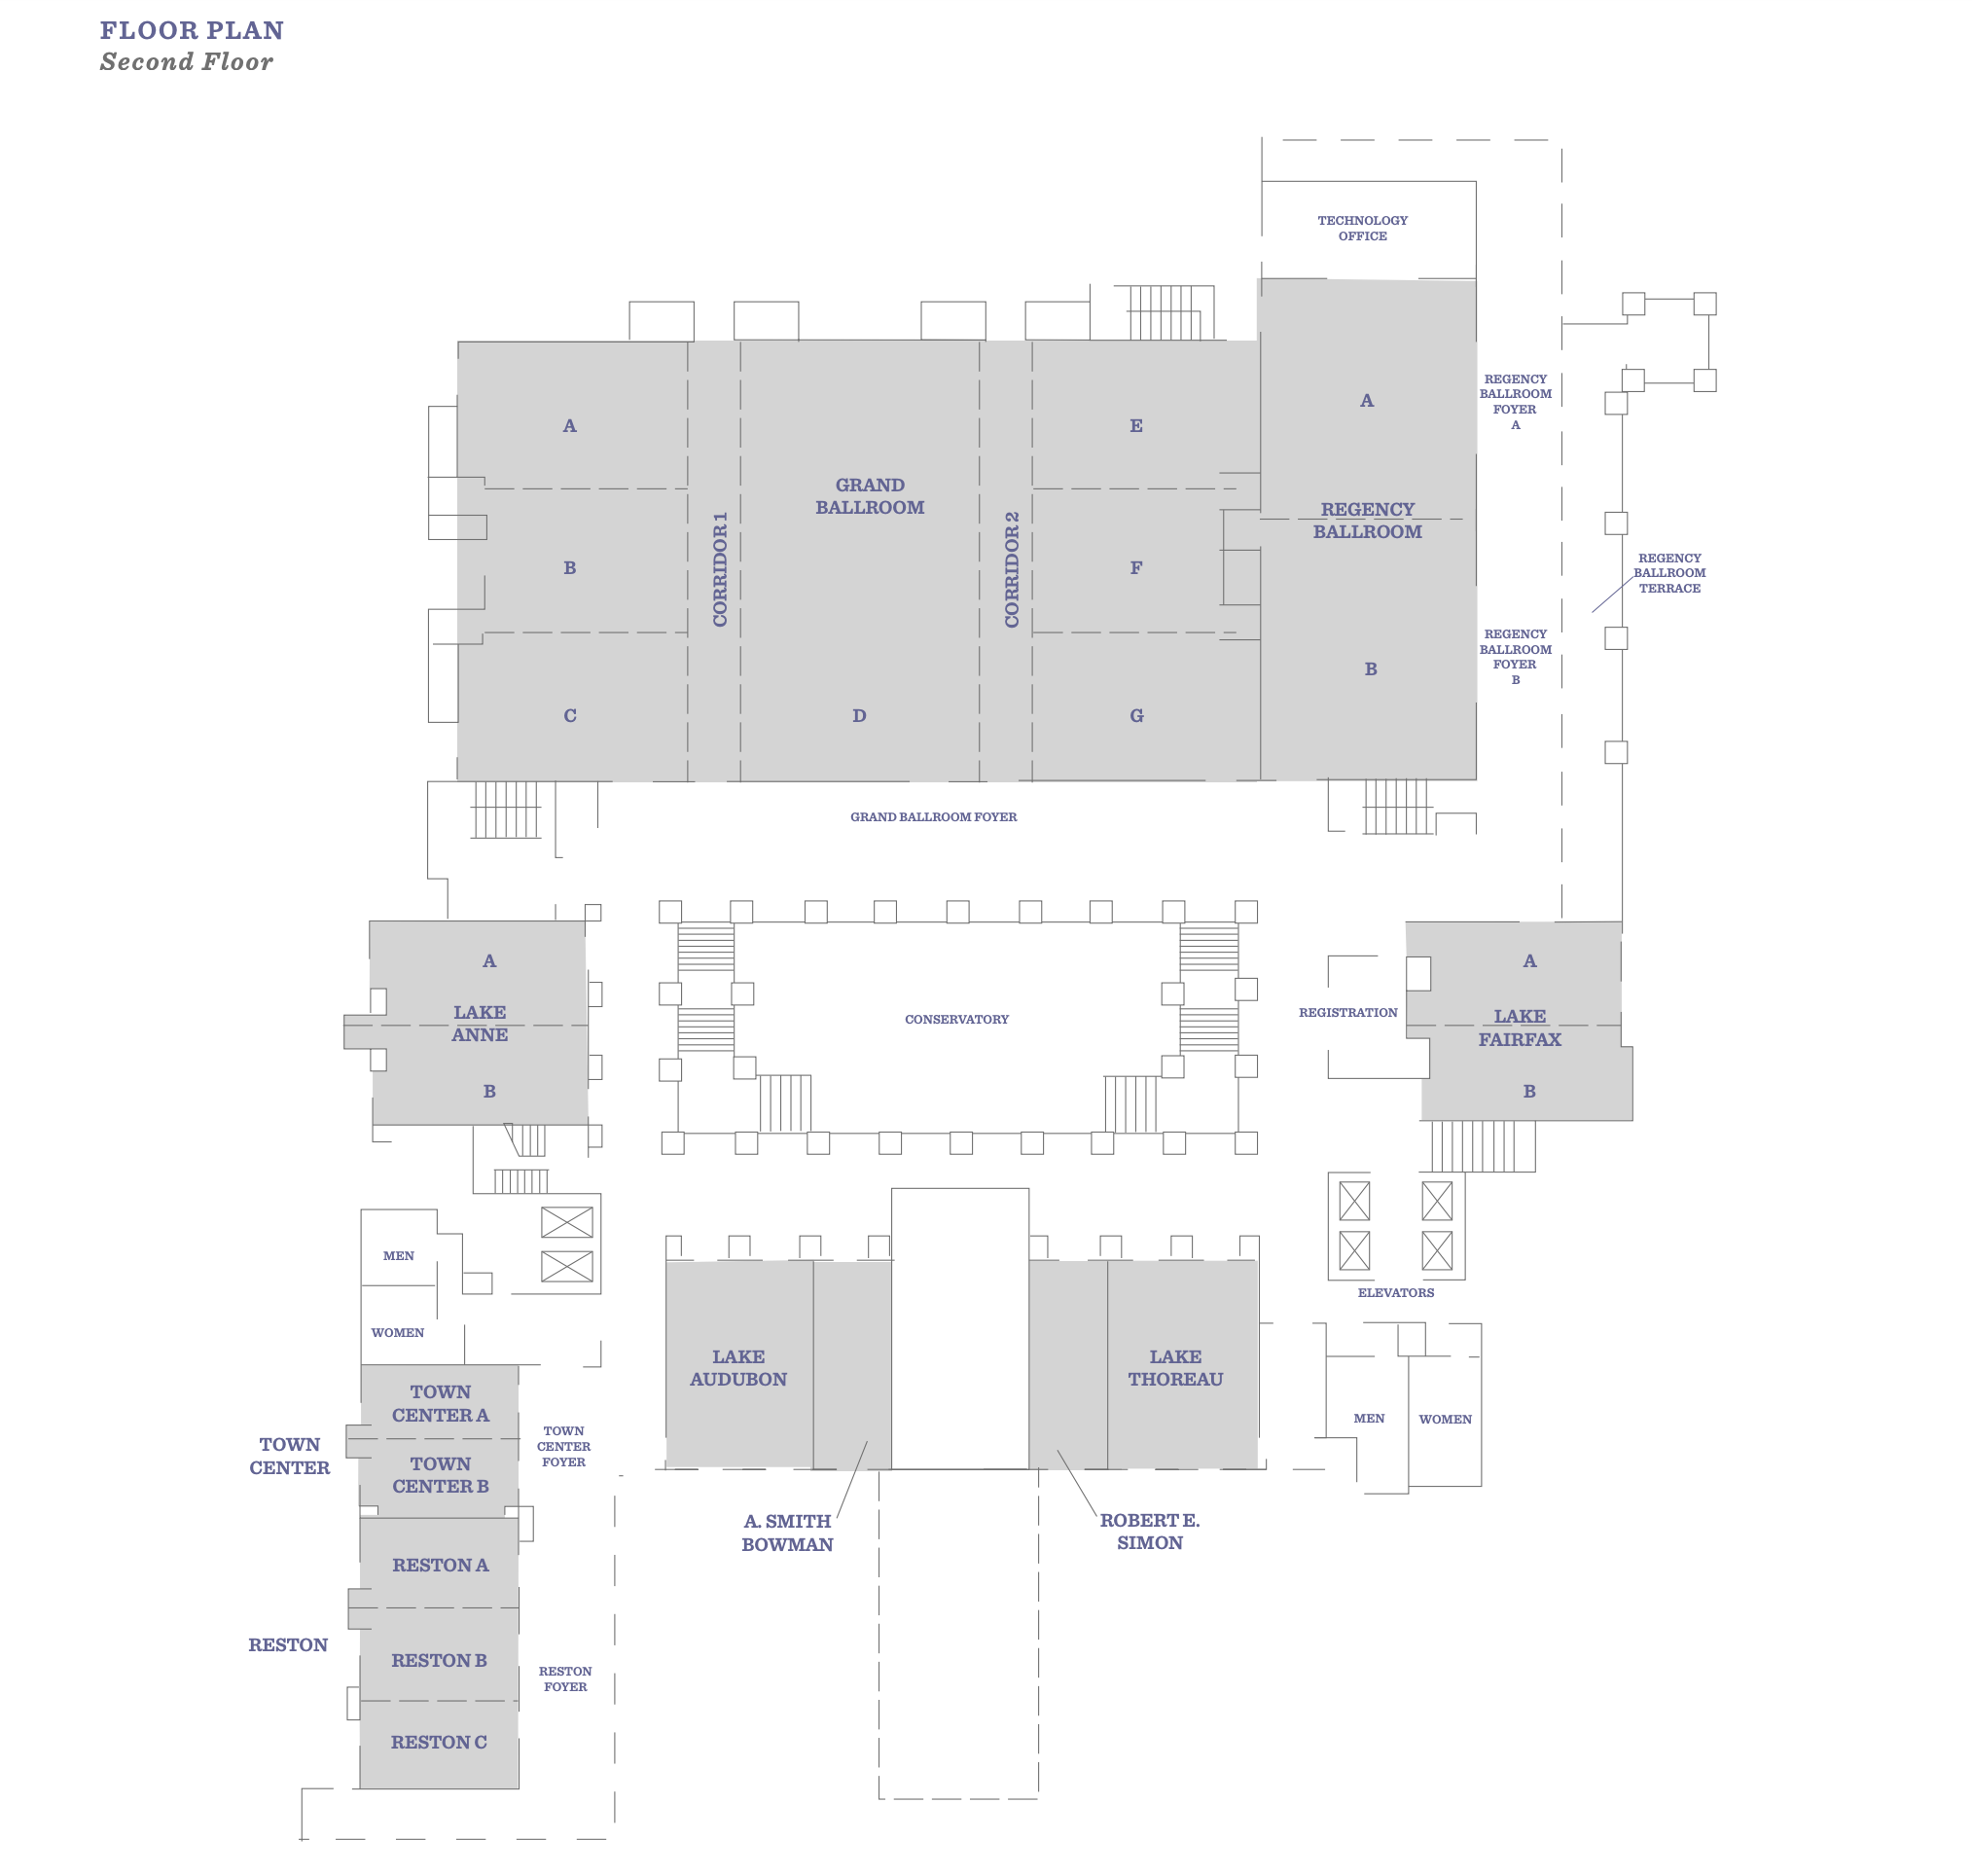 FLOOR PLAN
Second Floor
TECHNOLOGY
OFFICE
A
B
C
CORRIDOR 1
GRAND
BALLROOM
D
CORRIDOR 2
E
F
G
A
REGENCY
BALLROOM
B
REGENCY
BALLROOM
FOYER
A
REGENCY
BALLROOM
TERRACE
REGENCY
BALLROOM
FOYER
B
GRAND BALLROOM FOYER
A
LAKE
ANNE
B
CONSERVATORY
REGISTRATION
A
LAKE
FAIRFAX
B
MEN
WOMEN
ELEVATORS
LAKE
AUDUBON
LAKE
THOREAU
MEN
WOMEN
TOWN
CENTER
TOWN
CENTER A
TOWN
CENTER B
TOWN
CENTER
FOYER
A. SMITH
BOWMAN
ROBERT E.
SIMON
RESTON
RESTON A
RESTON B
RESTON C
RESTON
FOYER